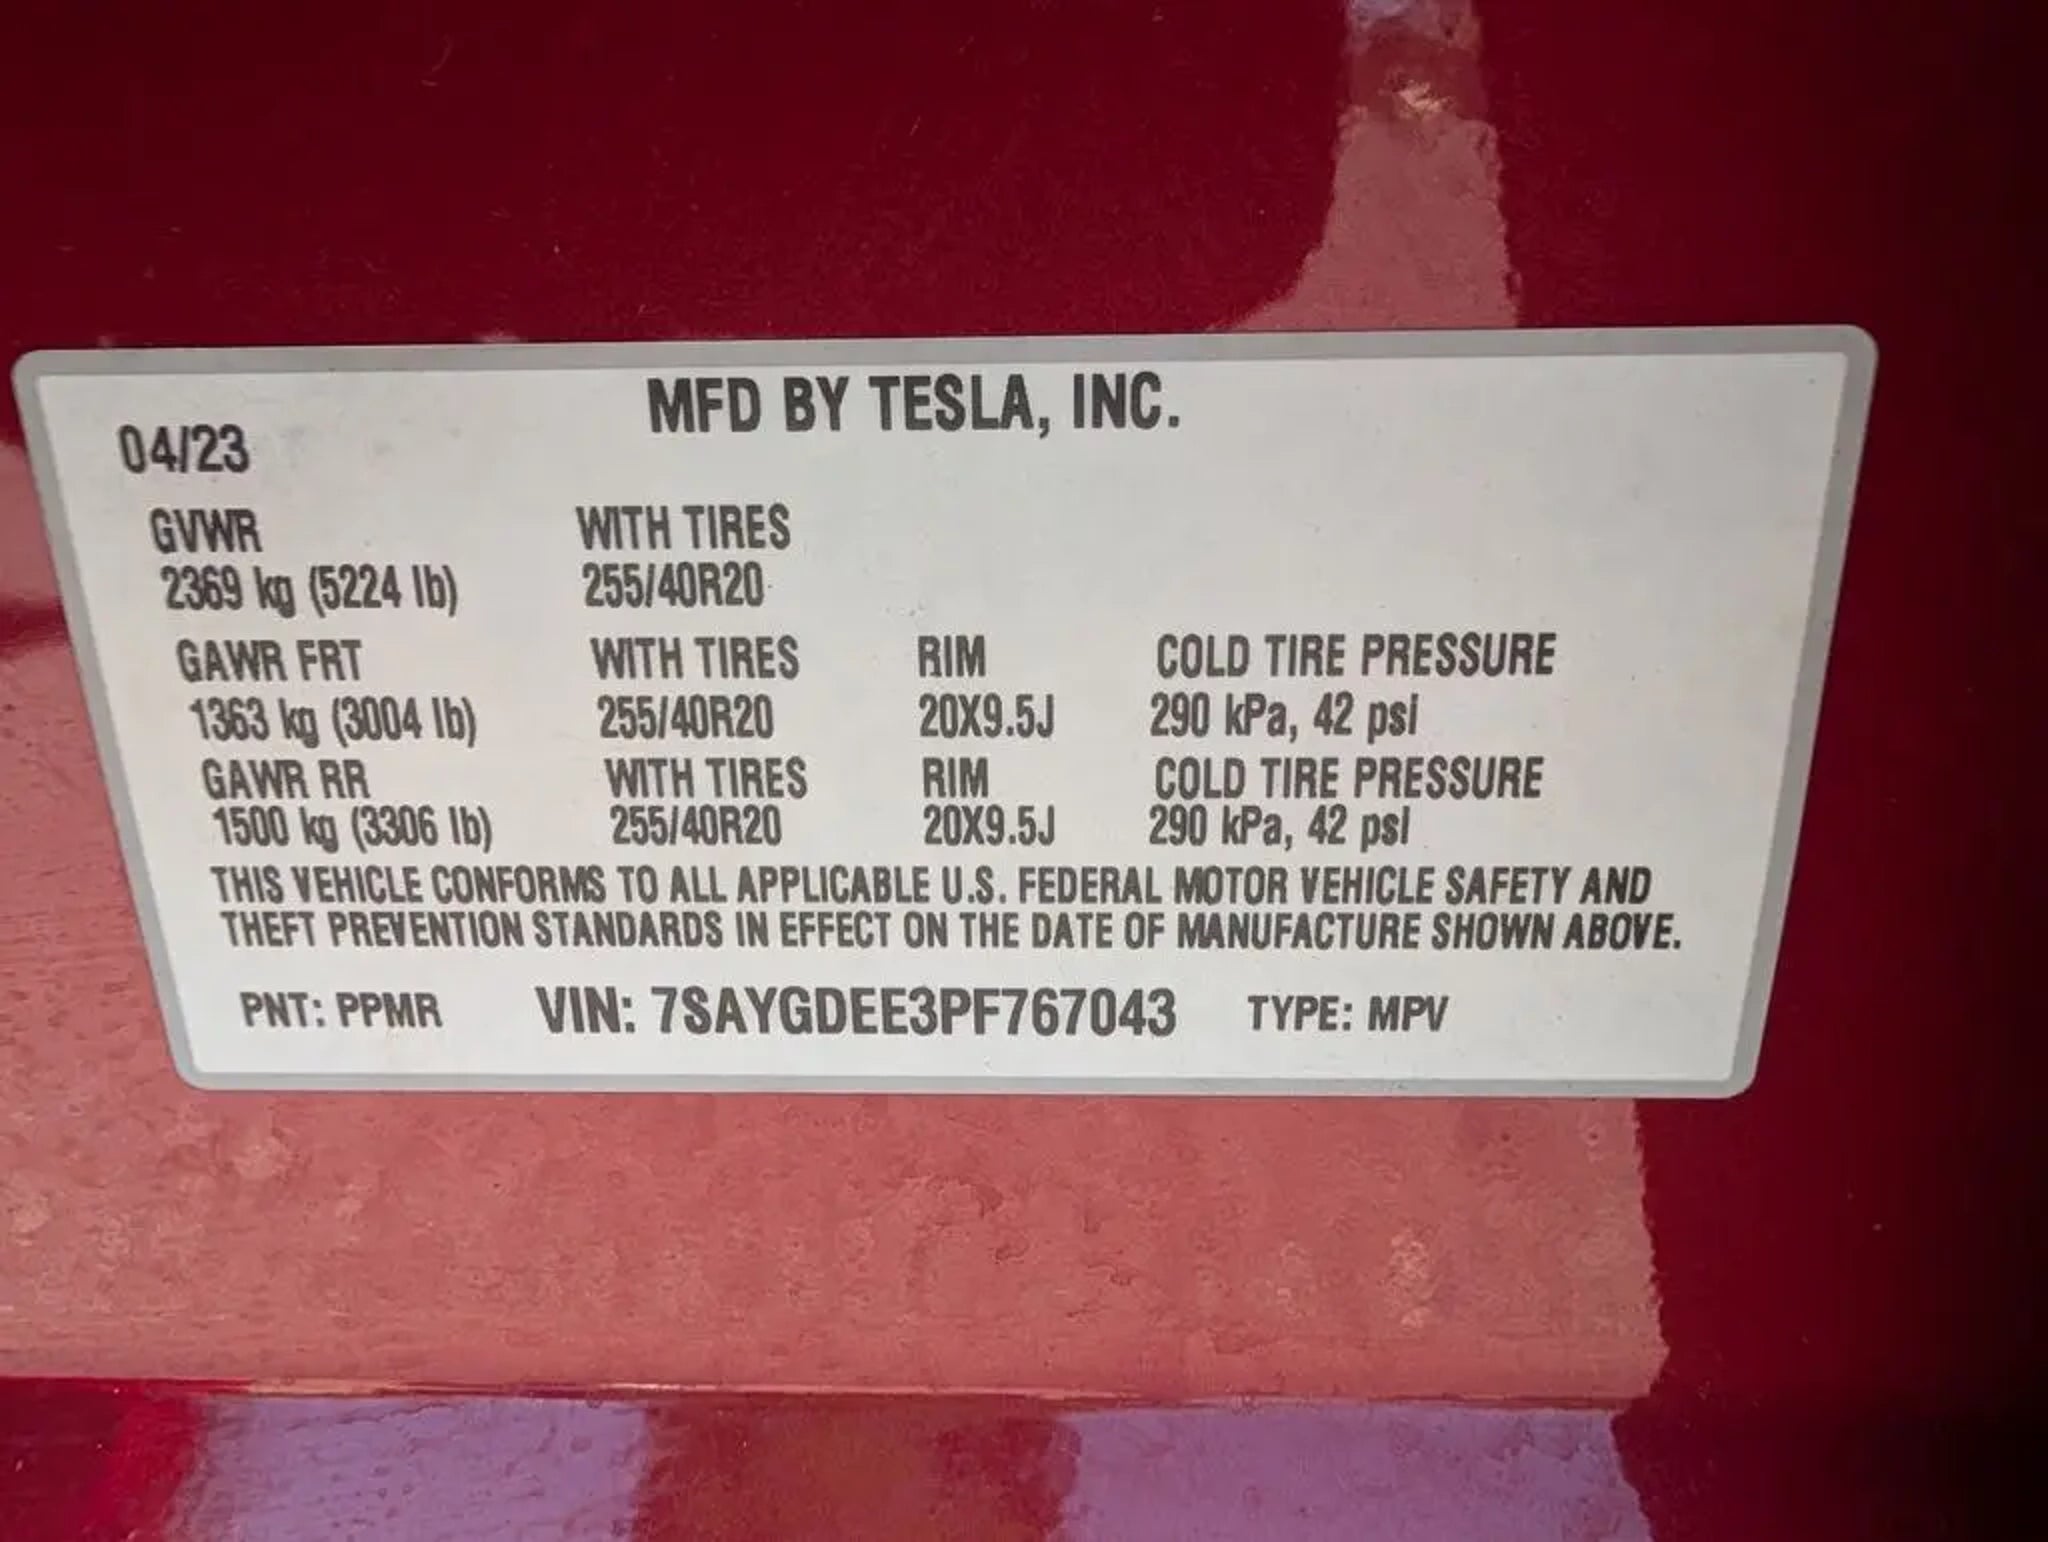 MFD BY TESLA, INC.
04/23
GVWR WITH TIRES
2369 kg (5224 lb) 255/40R20
GAWR FRT WITH TIRES RIM COLD TIRE PRESSURE
1363 kg (3004 lb) 255/40R20 20X9.5J 290 kPa, 42 psi
GAWR RR WITH TIRES RIM COLD TIRE PRESSURE
1500 kg (3306 lb) 255/40R20 20X9.5J 290 kPa, 42 psi
THIS VEHICLE CONFORMS TO ALL APPLICABLE U.S. FEDERAL MOTOR VEHICLE SAFETY AND
THEFT PREVENTION STANDARDS IN EFFECT ON THE DATE OF MANUFACTURE SHOWN ABOVE.
PNT: PPMR VIN: 7SAYGDEE3PF767043 TYPE: MPV